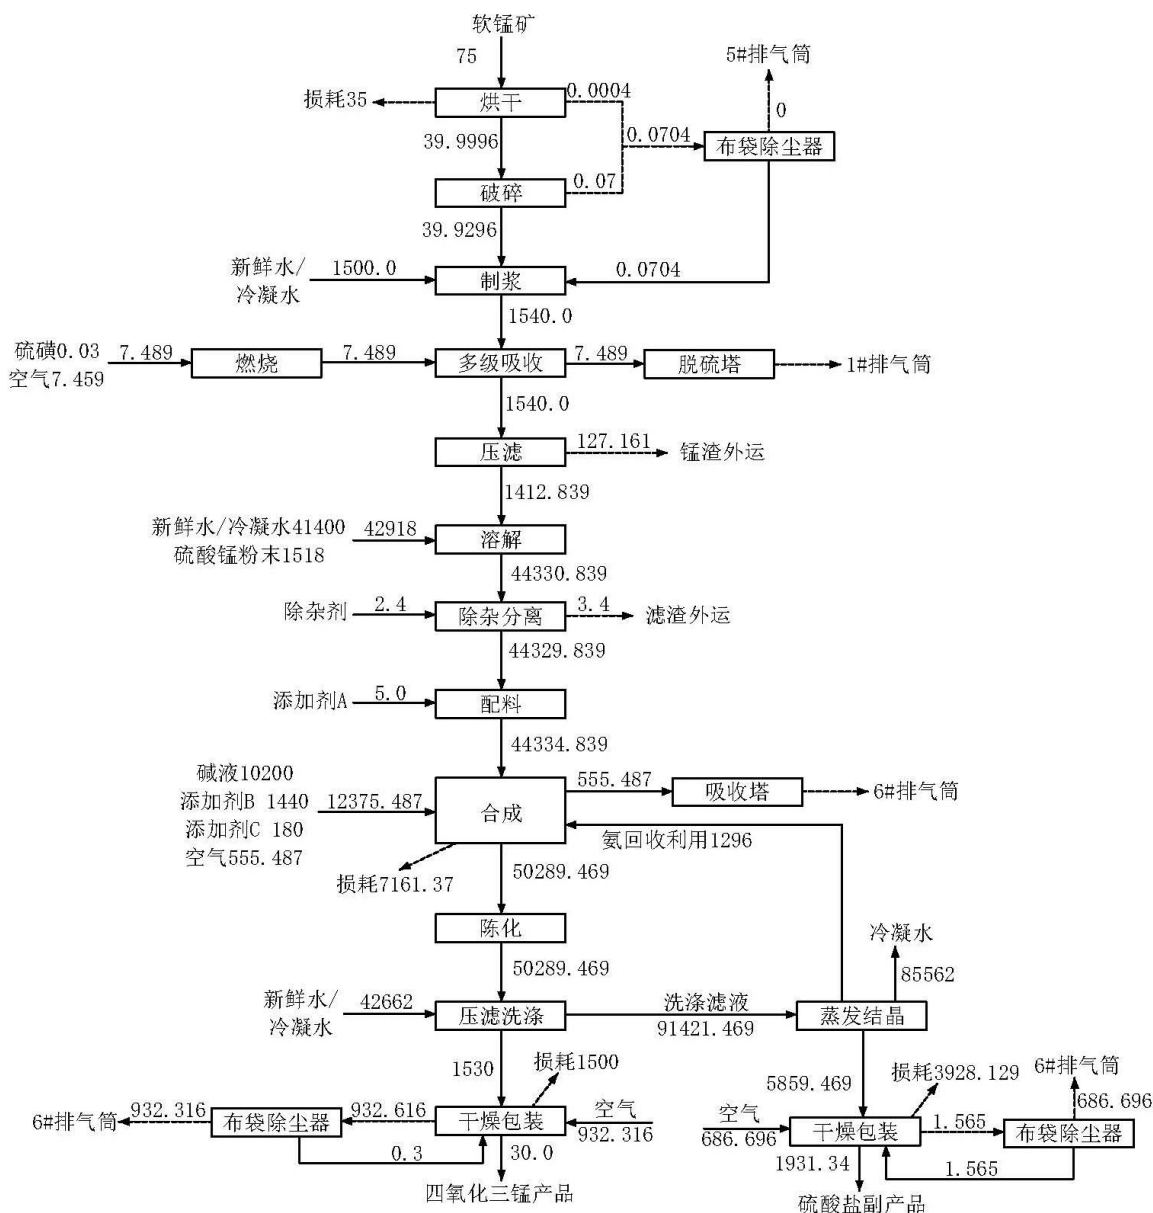 软锰矿
75
5#排气筒
损耗35
烘干
0.0004
0
39.9996
0.0704
布袋除尘器
破碎
0.07
39.9296
新鲜水/
冷凝水
1500.0
制浆
0.0704
1540.0
硫磺0.03
空气7.459
7.489
燃烧
7.489
多级吸收
7.489
脱硫塔
1#排气筒
1540.0
压滤
127.161
锰渣外运
1412.839
新鲜水/冷凝水41400
硫酸锰粉末1518
42918
溶解
44330.839
除杂剂
2.4
除杂分离
3.4
滤渣外运
44329.839
添加剂A
5.0
配料
44334.839
碱液10200
添加剂B 1440
添加剂C 180
空气555.487
12375.487
合成
555.487
吸收塔
6#排气筒
氨回收利用1296
损耗7161.37
50289.469
陈化
冷凝水
85562
50289.469
新鲜水/
冷凝水
42662
压滤洗涤
洗涤滤液
91421.469
蒸发结晶
1530
损耗1500
5859.469
损耗3928.129
6#排气筒
686.696
6#排气筒
932.316
布袋除尘器
932.616
干燥包装
空气
932.316
空气
686.696
干燥包装
1.565
布袋除尘器
0.3
30.0
1931.34
1.565
四氧化三锰产品
硫酸盐副产品